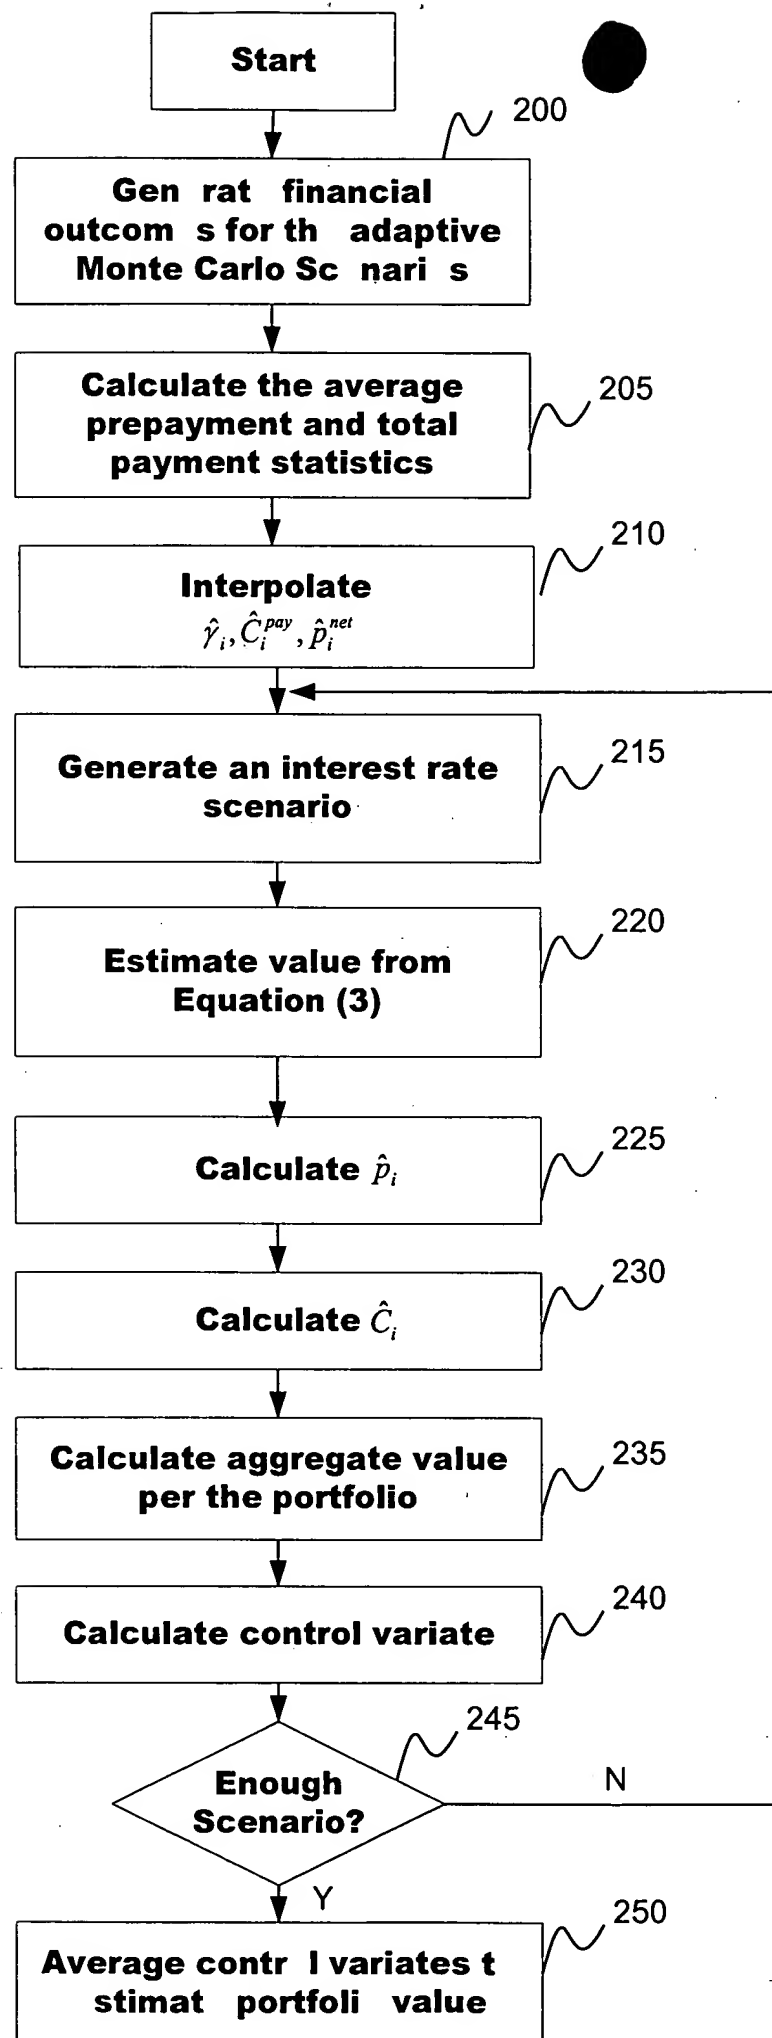 Start
200
Gen rat financial
outcom s for th adaptive
Monte Carlo Sc nari s
205
Calculate the average
prepayment and total
payment statistics
210
Interpolate
γ̂ᵢ, Ĉᵢᵖᵃʸ, p̂ᵢⁿᵉᵗ
215
Generate an interest rate
scenario
220
Estimate value from
Equation (3)
225
Calculate p̂ᵢ
230
Calculate Ĉᵢ
235
Calculate aggregate value
per the portfolio
240
Calculate control variate
245
Enough
Scenario?
N
Y
250
Average contr l variates t
stimat portfoli value